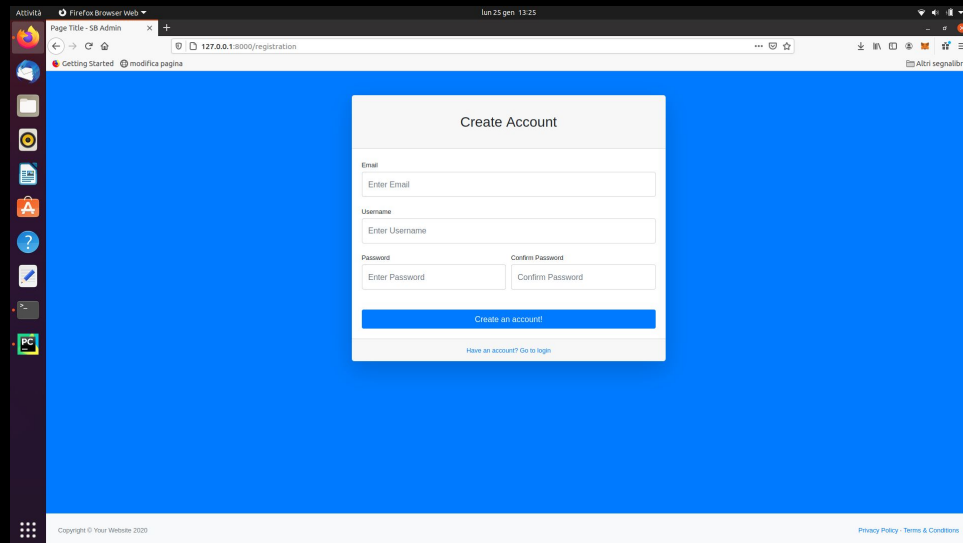 Attività Firefox Browser Web lun 25 gen 13:25
Page Title - SB Admin
127.0.0.1:8000/registration
Getting Started modifica pagina Altri segnalibr
Create Account
Email
Enter Email
Username
Enter Username
Password Confirm Password
Enter Password Confirm Password
Create an account!
Have an account? Go to login
PC
Copyright © Your Website 2020 Privacy Policy · Terms & Conditions